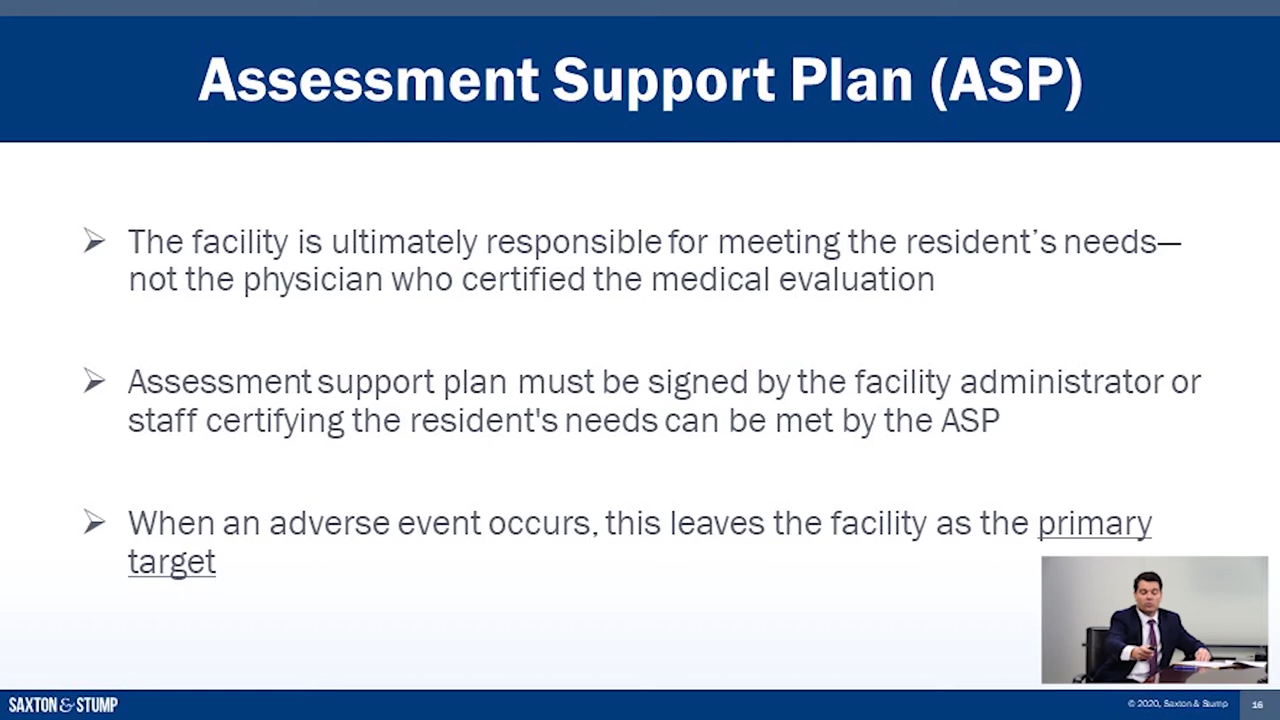 Assessment Support Plan (ASP)
The facility is ultimately responsible for meeting the resident’s needs—
not the physician who certified the medical evaluation
Assessment support plan must be signed by the facility administrator or
staff certifying the resident's needs can be met by the ASP
When an adverse event occurs, this leaves the facility as the primary
target
SAXTON & STUMP
© 2020, Saxton & Stump
16